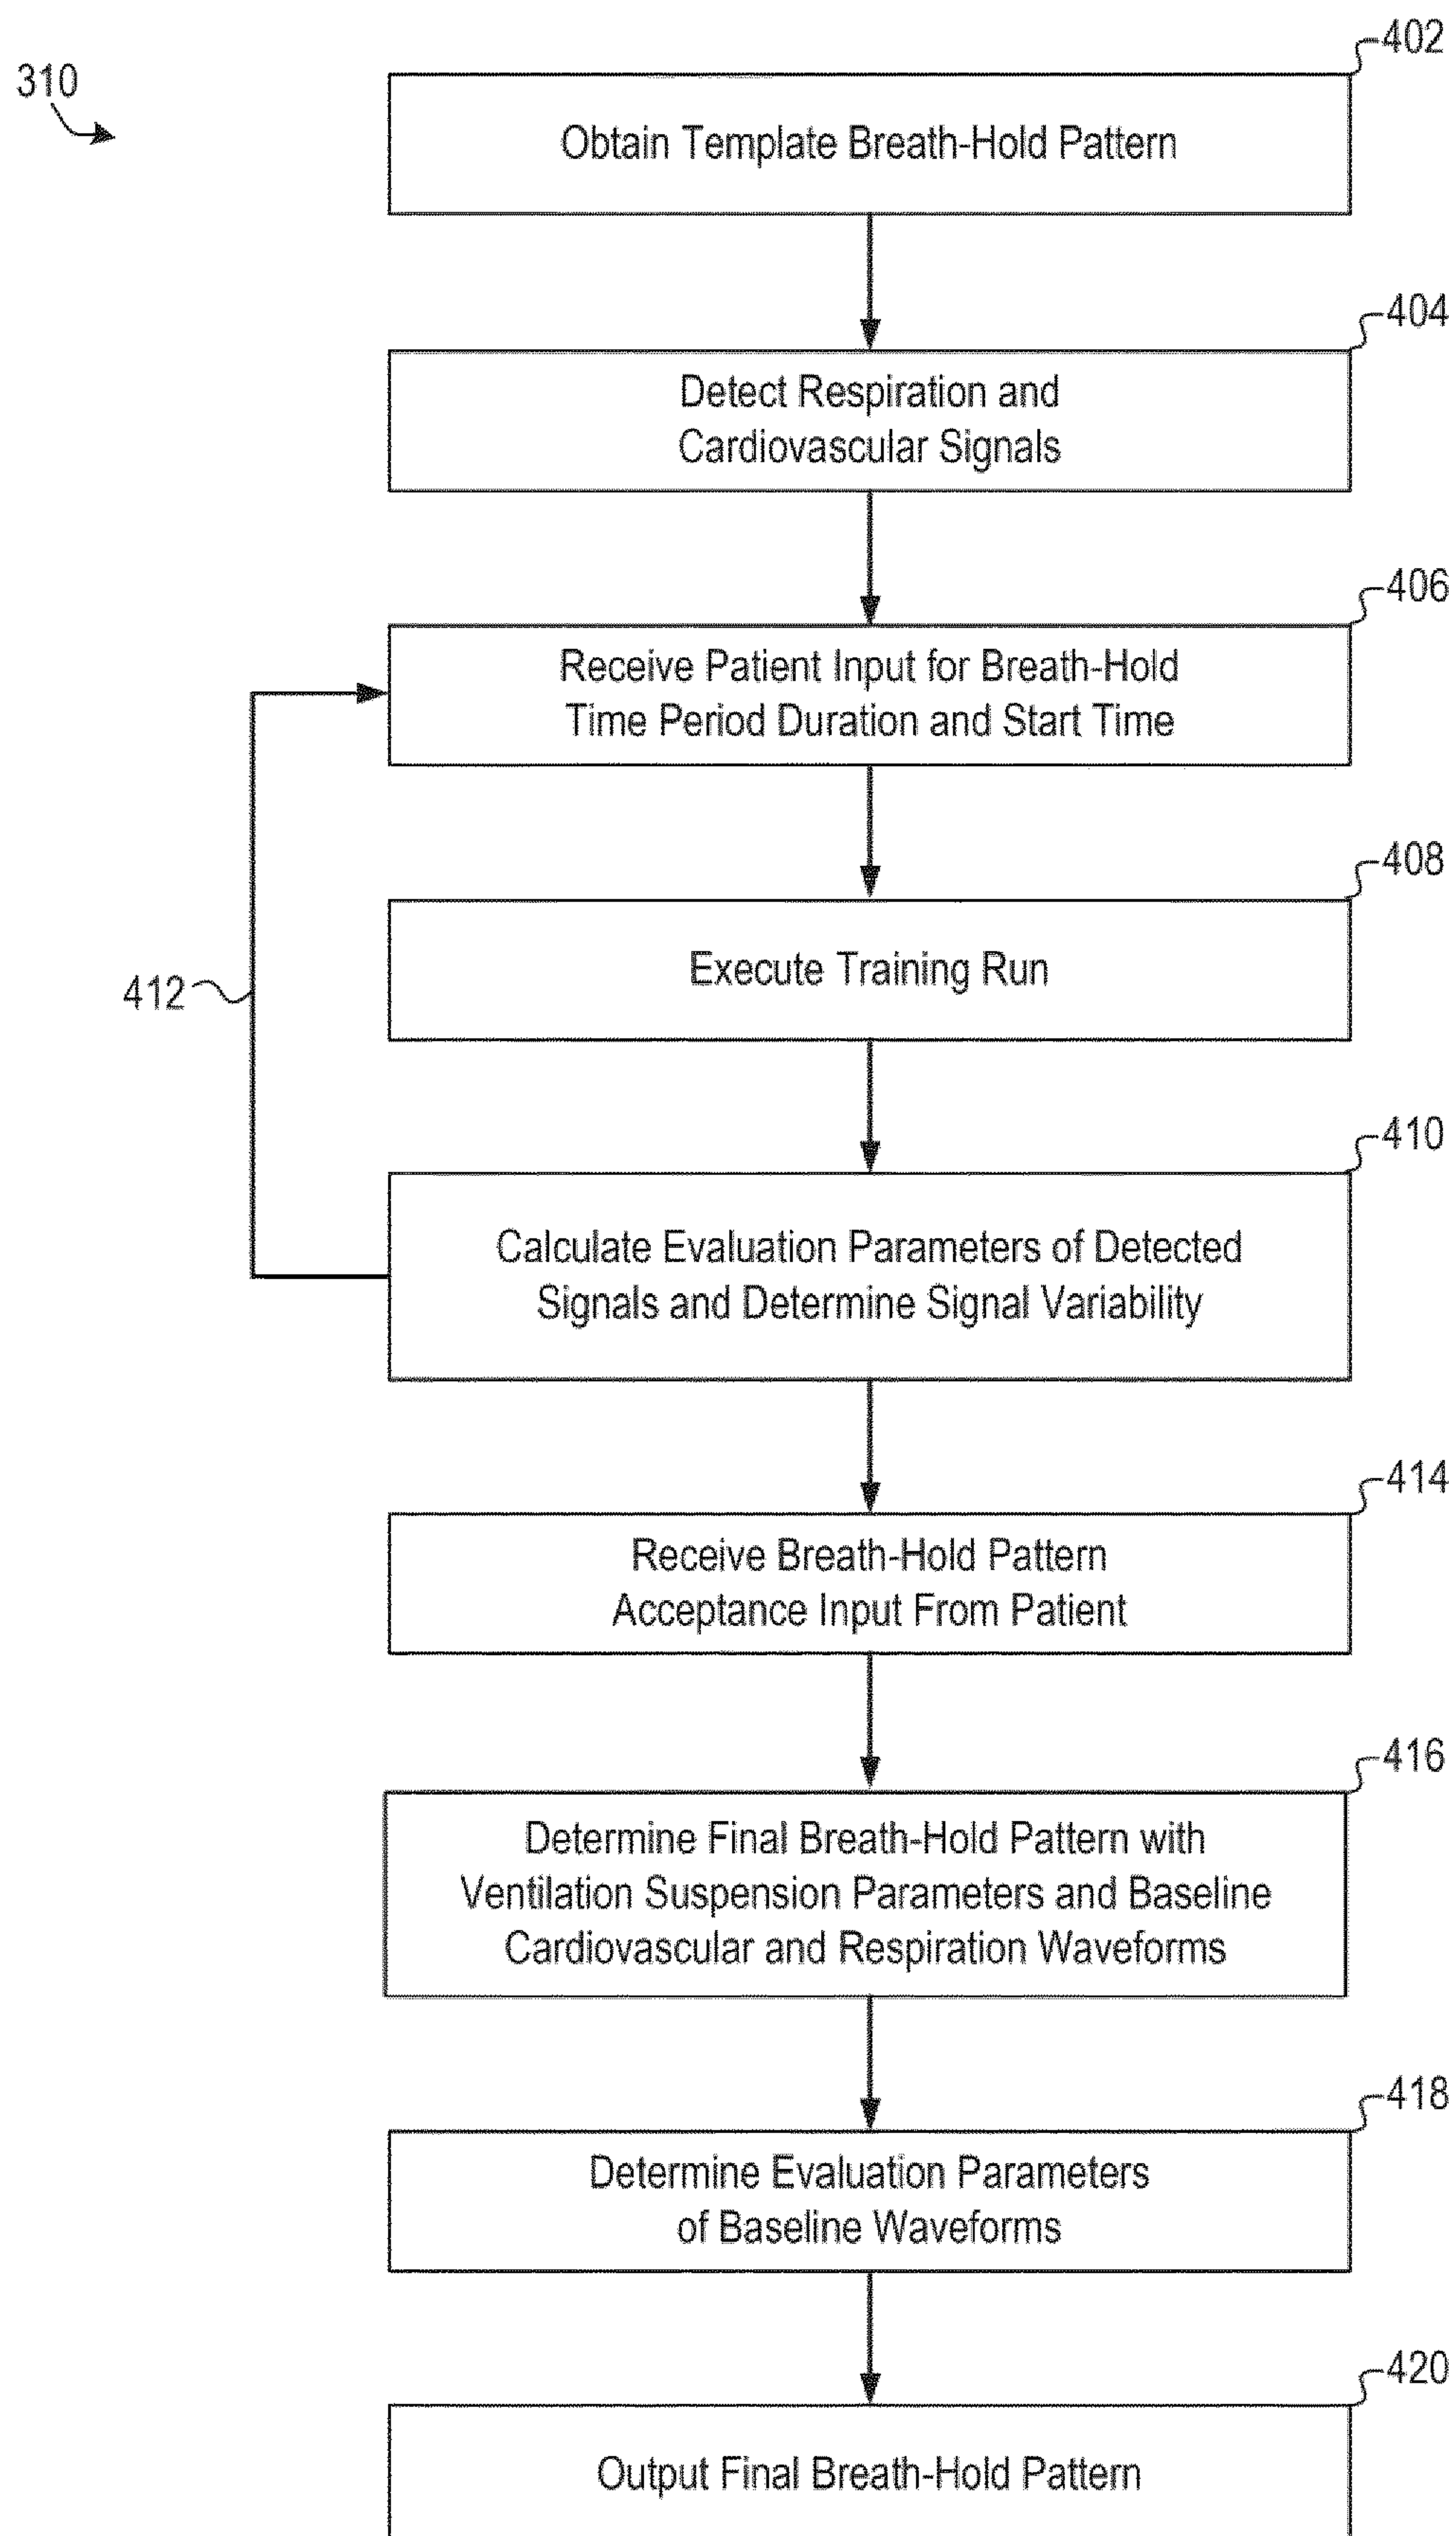 310
402
Obtain Template Breath-Hold Pattern
404
Detect Respiration and
Cardiovascular Signals
406
Receive Patient Input for Breath-Hold
Time Period Duration and Start Time
408
Execute Training Run
412
410
Calculate Evaluation Parameters of Detected
Signals and Determine Signal Variability
414
Receive Breath-Hold Pattern
Acceptance Input From Patient
416
Determine Final Breath-Hold Pattern with
Ventilation Suspension Parameters and Baseline
Cardiovascular and Respiration Waveforms
418
Determine Evaluation Parameters
of Baseline Waveforms
420
Output Final Breath-Hold Pattern